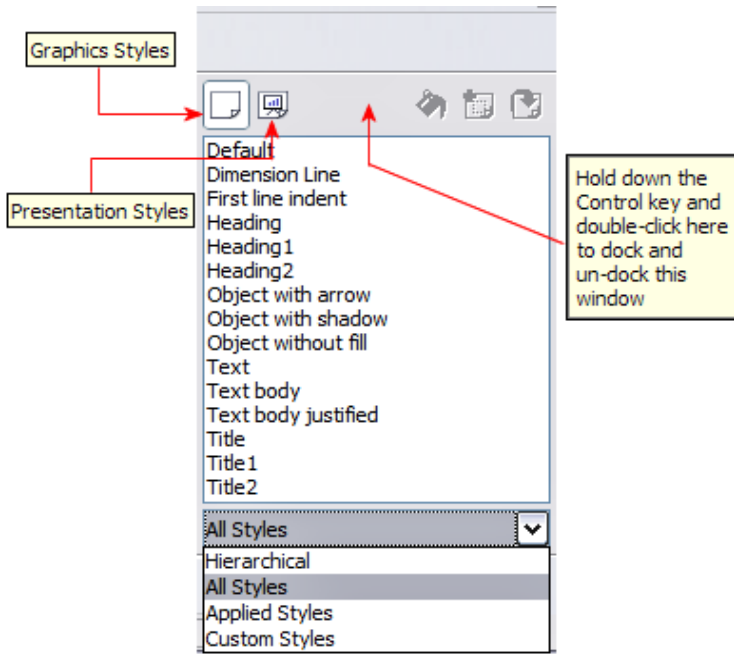 Graphics Styles
Presentation Styles
Default
Dimension Line
First line indent
Heading
Heading1
Heading2
Object with arrow
Object with shadow
Object without fill
Text
Text body
Text body justified
Title
Title1
Title2
All Styles
Hierarchical
All Styles
Applied Styles
Custom Styles
Hold down the
Control key and
double-click here
to dock and
un-dock this
window